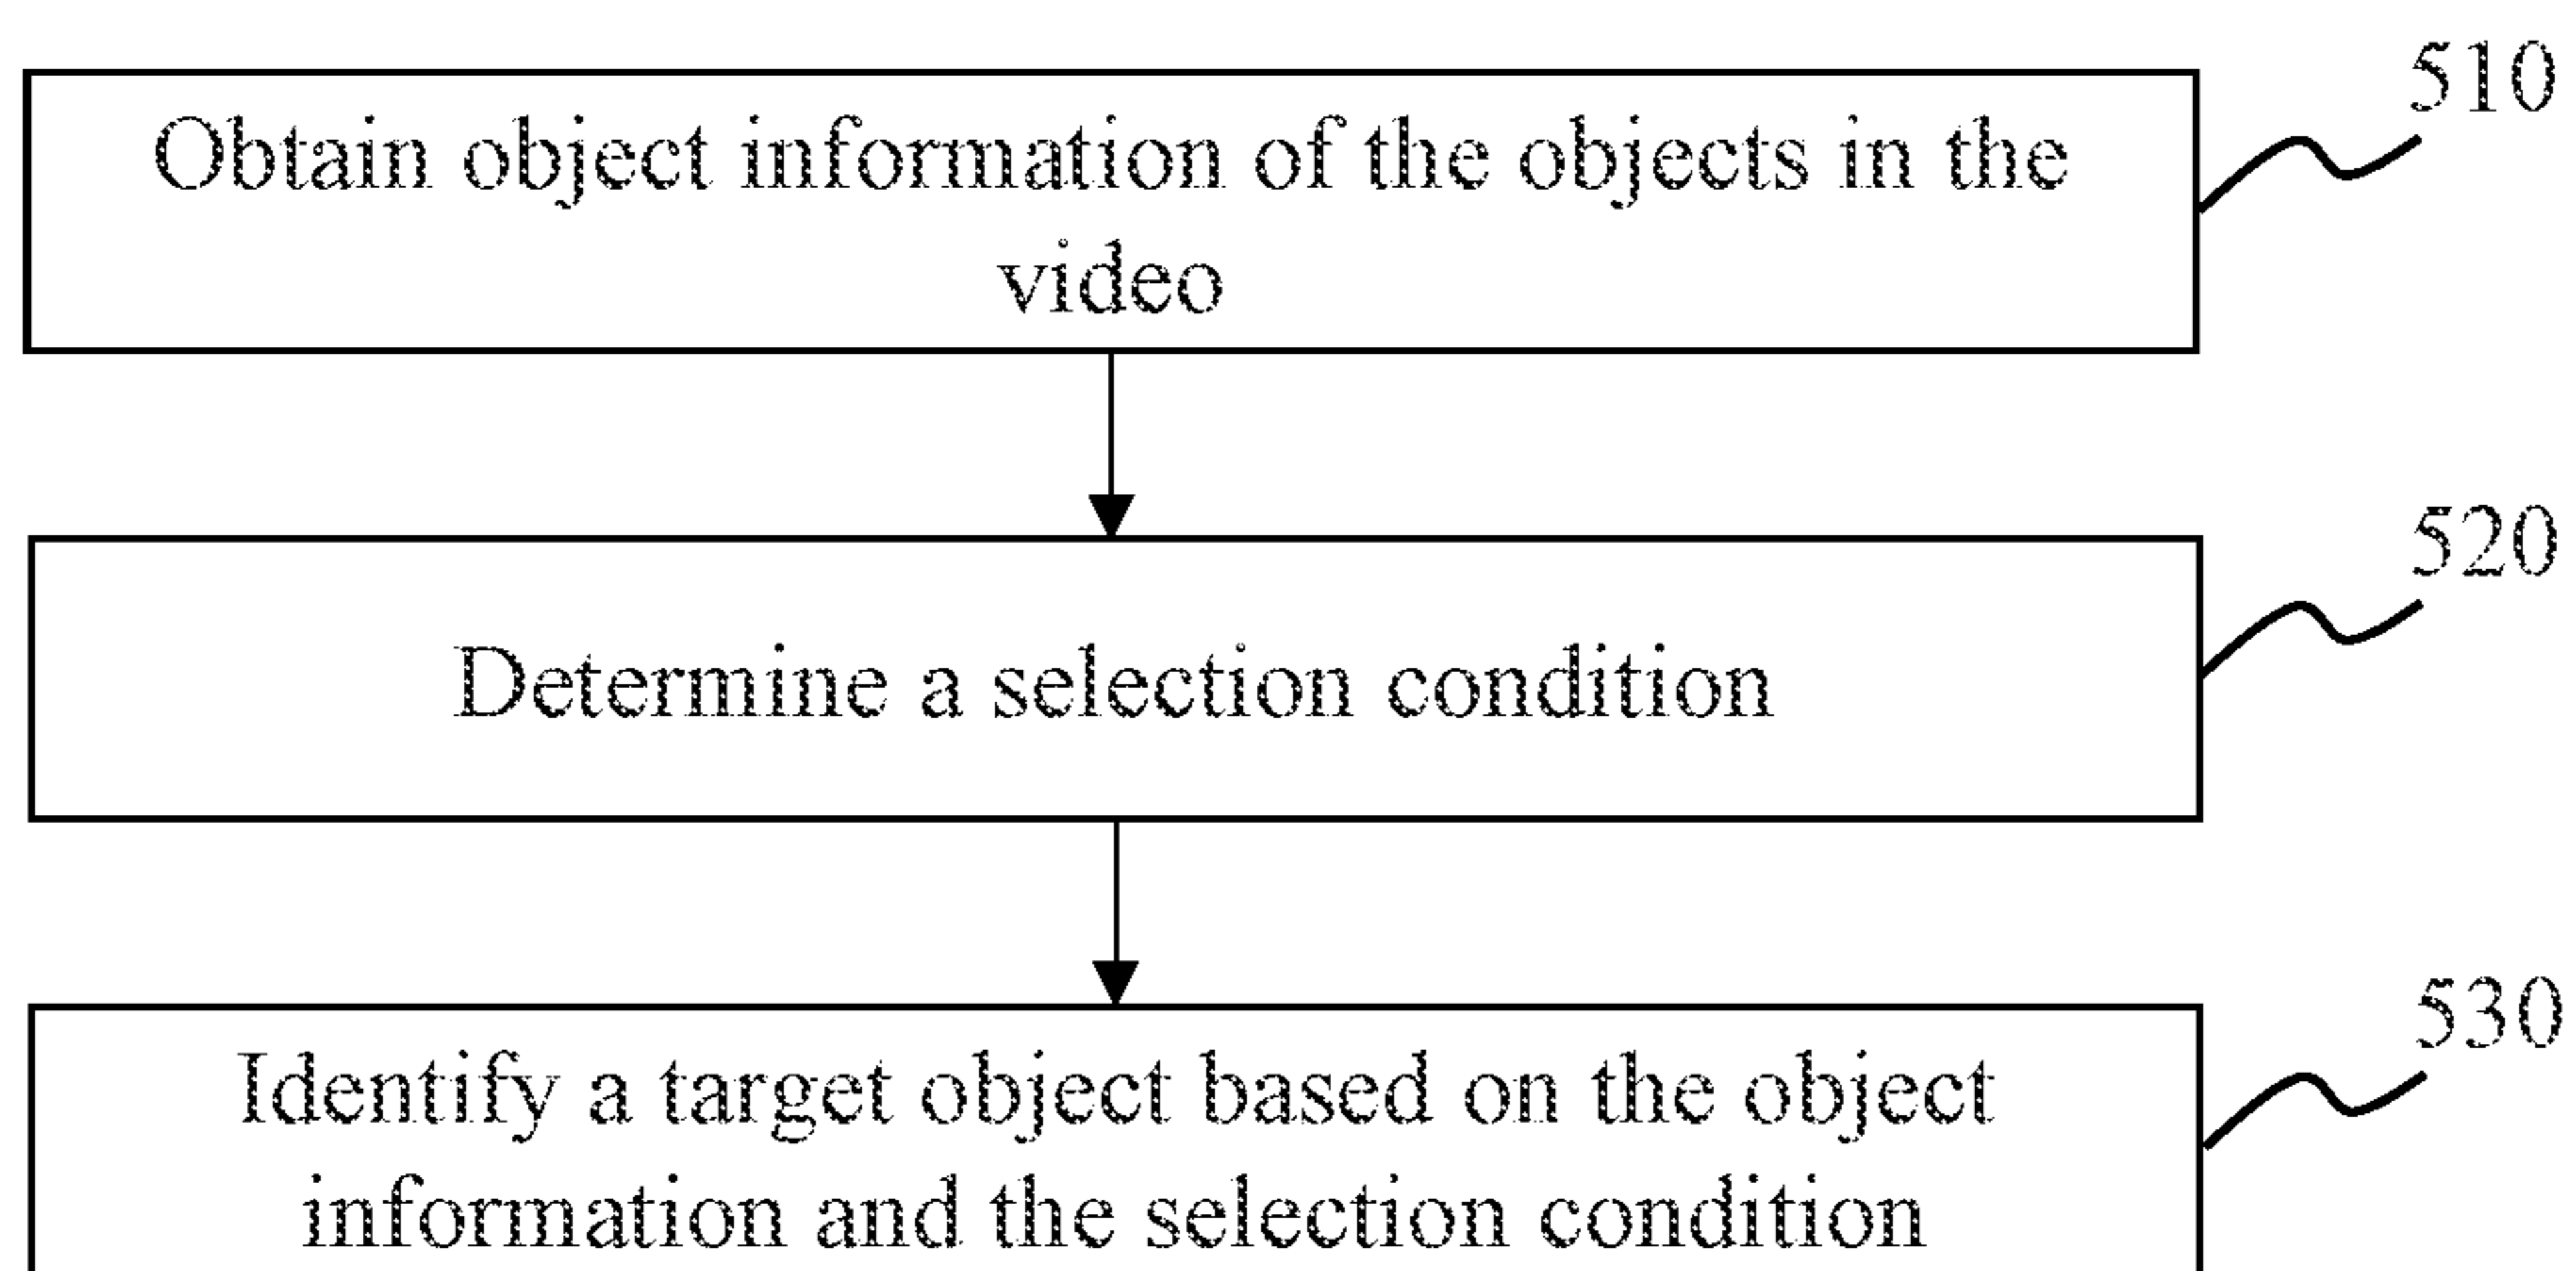 510
Obtain object information of the objects in the
video
520
Determine a selection condition
530
Identify a target object based on the object
information and the selection condition